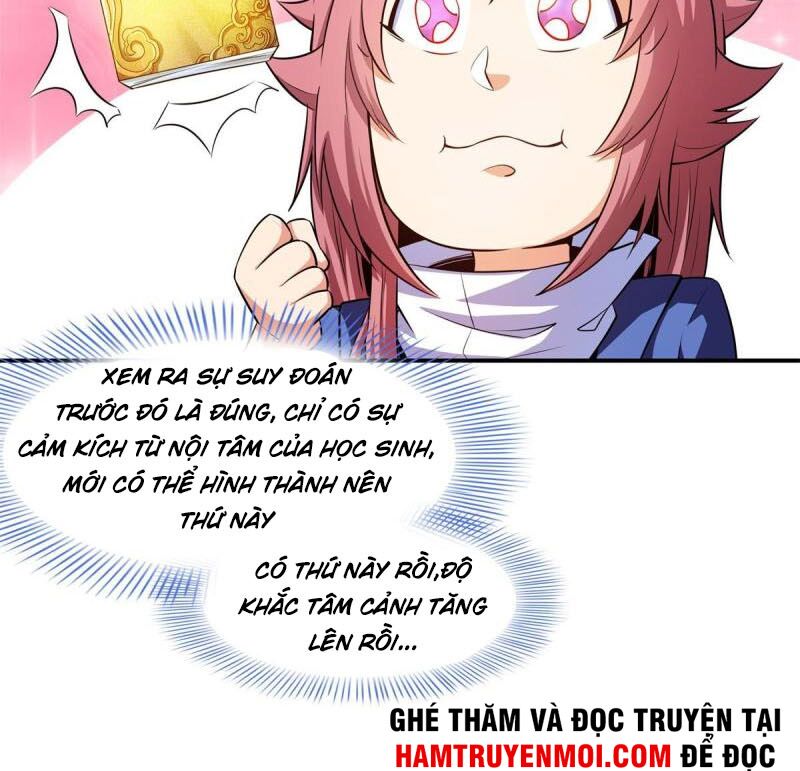 XEM RA SỰ SUY ĐOÁN
TRƯỚC ĐÓ LÀ ĐÚNG, CHỈ CÓ SỰ
CẢM KÍCH TỪ NỘI TÂM CỦA HỌC SINH,
MỚI CÓ THỂ HÌNH THÀNH NÊN
THỨ NÀY
CÓ THỨ NÀY RỒI,ĐỘ
KHẮC TÂM CẢNH TĂNG
LÊN RỒI...
GHÉ THĂM VÀ ĐỌC TRUYỆN TẠI
HAMTRUYENMOI.COM ĐỂ ĐỌC